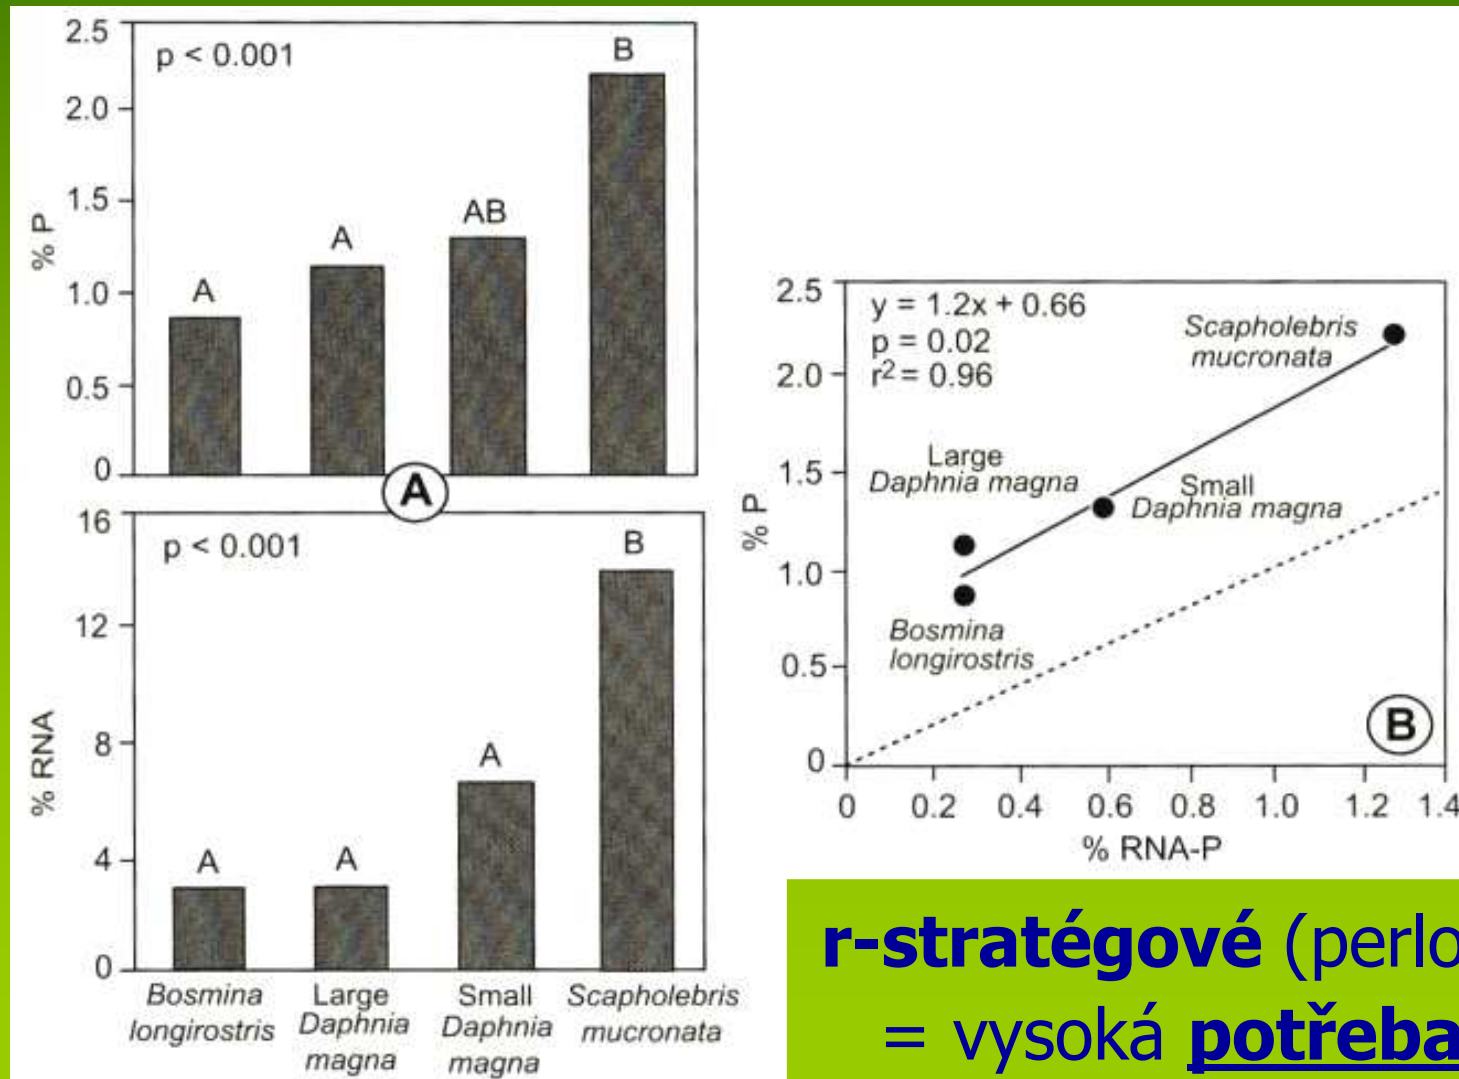 2.5
p < 0.001
B
2.0
1.5
AB
% P
A
A
1.0
0.5
0
A
16
p < 0.001
B
12
% RNA
8
A
A
A
4
0
Bosmina
longirostris
Large
Daphnia
magna
Small
Daphnia
magna
Scapholebris
mucronata
2.5
y = 1.2x + 0.66
p = 0.02
r² = 0.96
Scapholebris
mucronata
2.0
Large
Daphnia magna
Small
Daphnia magna
1.5
% P
1.0
Bosmina
longirostris
0.5
B
0
0 0.2 0.4 0.6 0.8 1.0 1.2 1.4
% RNA-P
r-stratégové (perlo
= vysoká potřeba